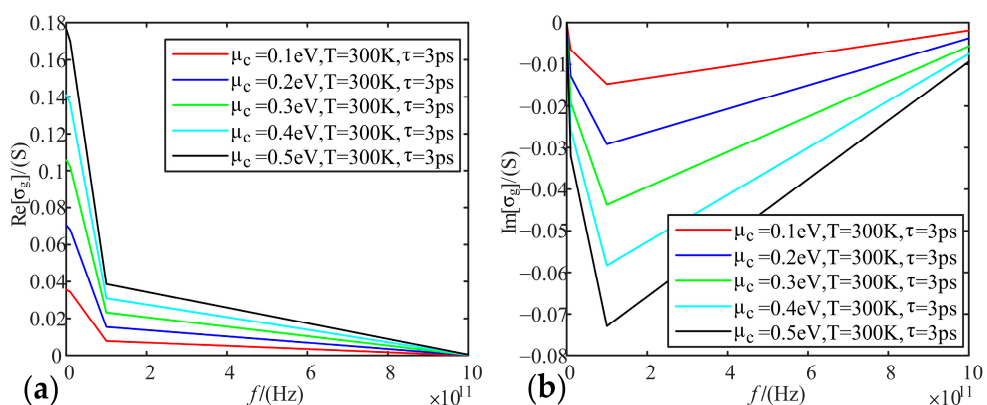 Re[σg]/(S)
0.18
0.16
0.14
0.12
0.10
0.08
0.06
0.04
0.02
0
μc=0.1eV,T=300K,τ=3ps
μc=0.2eV,T=300K,τ=3ps
μc=0.3eV,T=300K,τ=3ps
μc=0.4eV,T=300K,τ=3ps
μc=0.5eV,T=300K,τ=3ps
0 2 4 6 8 10
f/(Hz)
×10¹¹
(a)
Im[σg]/(S)
0
−0.01
−0.02
−0.03
−0.04
−0.05
−0.06
−0.07
−0.08
μc=0.1eV,T=300K,τ=3ps
μc=0.2eV,T=300K,τ=3ps
μc=0.3eV,T=300K,τ=3ps
μc=0.4eV,T=300K,τ=3ps
μc=0.5eV,T=300K,τ=3ps
0 2 4 6 8 10
f/(Hz)
×10¹¹
(b)